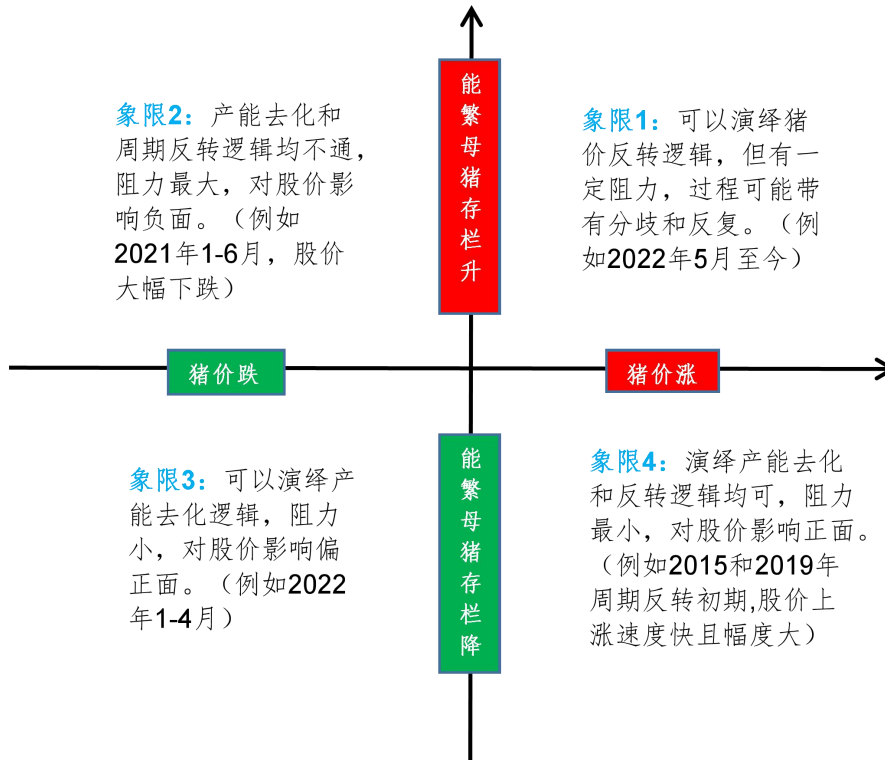 能繁母猪存栏升
象限2：产能去化和
周期反转逻辑均不通，
阻力最大，对股价影
响负面。（例如
2021年1-6月，股价
大幅下跌）
象限1：可以演绎猪
价反转逻辑，但有一
定阻力，过程可能带
有分歧和反复。（例
如2022年5月至今）
猪价跌
猪价涨
能繁母猪存栏降
象限3：可以演绎产
能去化逻辑，阻力
小，对股价影响偏
正面。（例如2022
年1-4月）
象限4：演绎产能去化
和反转逻辑均可，阻力
最小，对股价影响正面。
（例如2015和2019年
周期反转初期,股价上
涨速度快且幅度大）